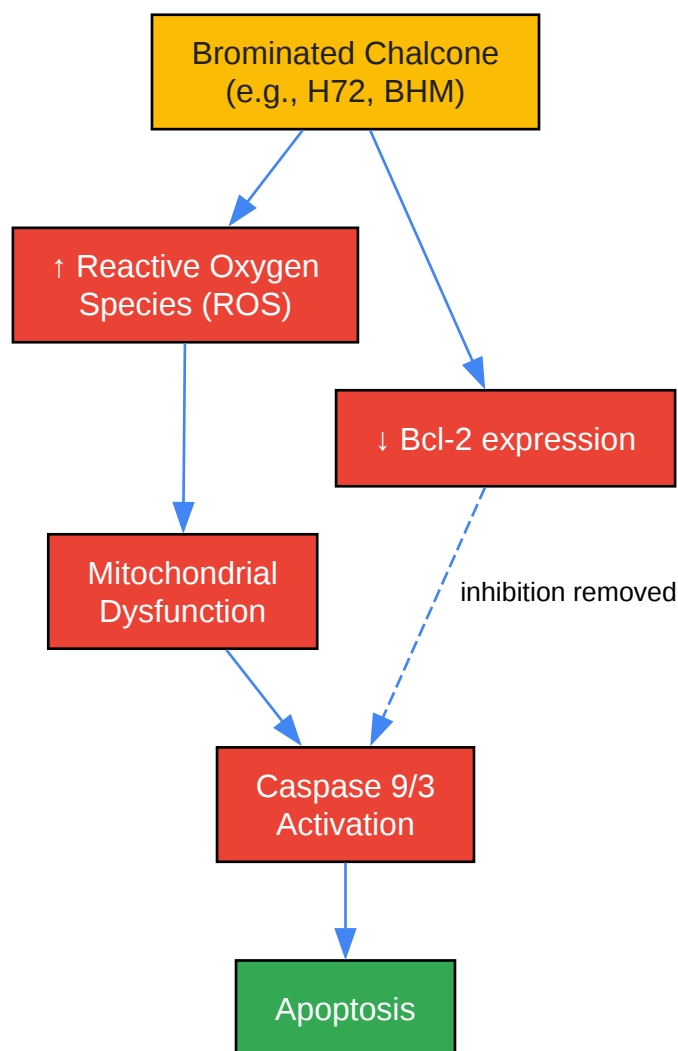 Brominated Chalcone
(e.g., H72, BHM)
↑ Reactive Oxygen
Species (ROS)
↓ Bcl-2 expression
Mitochondrial
Dysfunction
inhibition removed
Caspase 9/3
Activation
Apoptosis